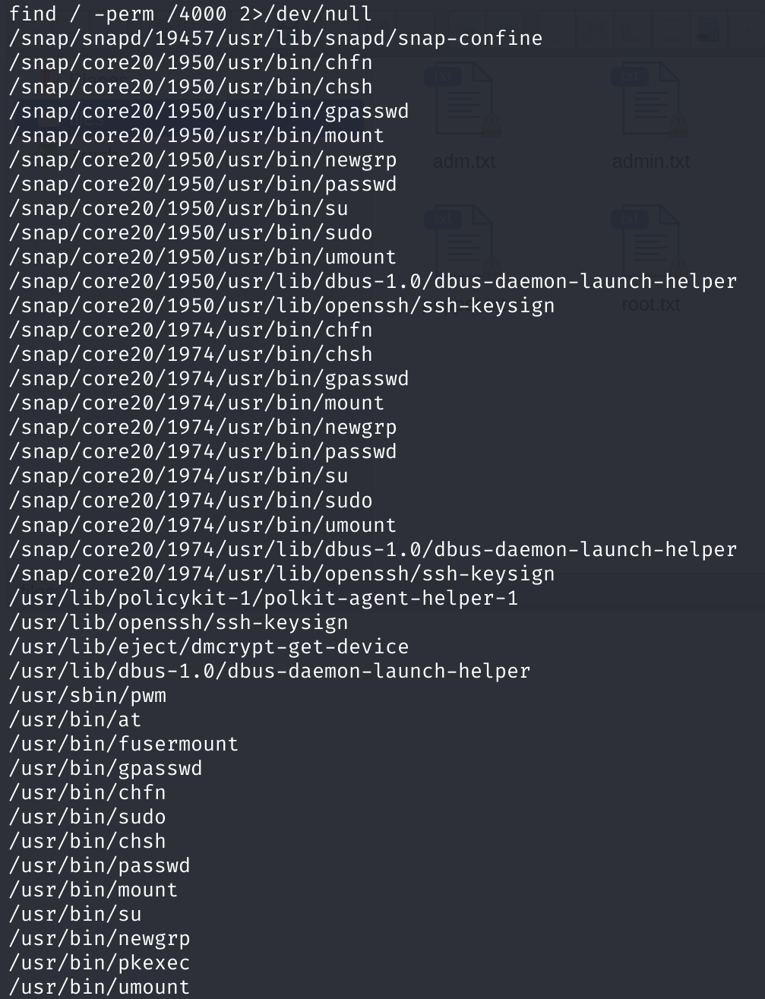 find / -perm /4000 2>/dev/null
/snap/snapd/19457/usr/lib/snapd/snap-confine
/snap/core20/1950/usr/bin/chfn
/snap/core20/1950/usr/bin/chsh
/snap/core20/1950/usr/bin/gpasswd
/snap/core20/1950/usr/bin/mount
/snap/core20/1950/usr/bin/newgrp
/snap/core20/1950/usr/bin/passwd
/snap/core20/1950/usr/bin/su
/snap/core20/1950/usr/bin/sudo
/snap/core20/1950/usr/bin/umount
/snap/core20/1950/usr/lib/dbus-1.0/dbus-daemon-launch-helper
/snap/core20/1950/usr/lib/openssh/ssh-keysign
/snap/core20/1974/usr/bin/chfn
/snap/core20/1974/usr/bin/chsh
/snap/core20/1974/usr/bin/gpasswd
/snap/core20/1974/usr/bin/mount
/snap/core20/1974/usr/bin/newgrp
/snap/core20/1974/usr/bin/passwd
/snap/core20/1974/usr/bin/su
/snap/core20/1974/usr/bin/sudo
/snap/core20/1974/usr/bin/umount
/snap/core20/1974/usr/lib/dbus-1.0/dbus-daemon-launch-helper
/snap/core20/1974/usr/lib/openssh/ssh-keysign
/usr/lib/policykit-1/polkit-agent-helper-1
/usr/lib/openssh/ssh-keysign
/usr/lib/eject/dmcrypt-get-device
/usr/lib/dbus-1.0/dbus-daemon-launch-helper
/usr/sbin/pwm
/usr/bin/at
/usr/bin/fusermount
/usr/bin/gpasswd
/usr/bin/chfn
/usr/bin/sudo
/usr/bin/chsh
/usr/bin/passwd
/usr/bin/mount
/usr/bin/su
/usr/bin/newgrp
/usr/bin/pkexec
/usr/bin/umount
txt
txt
adm.txt
admin.txt
txt
txt
root.txt